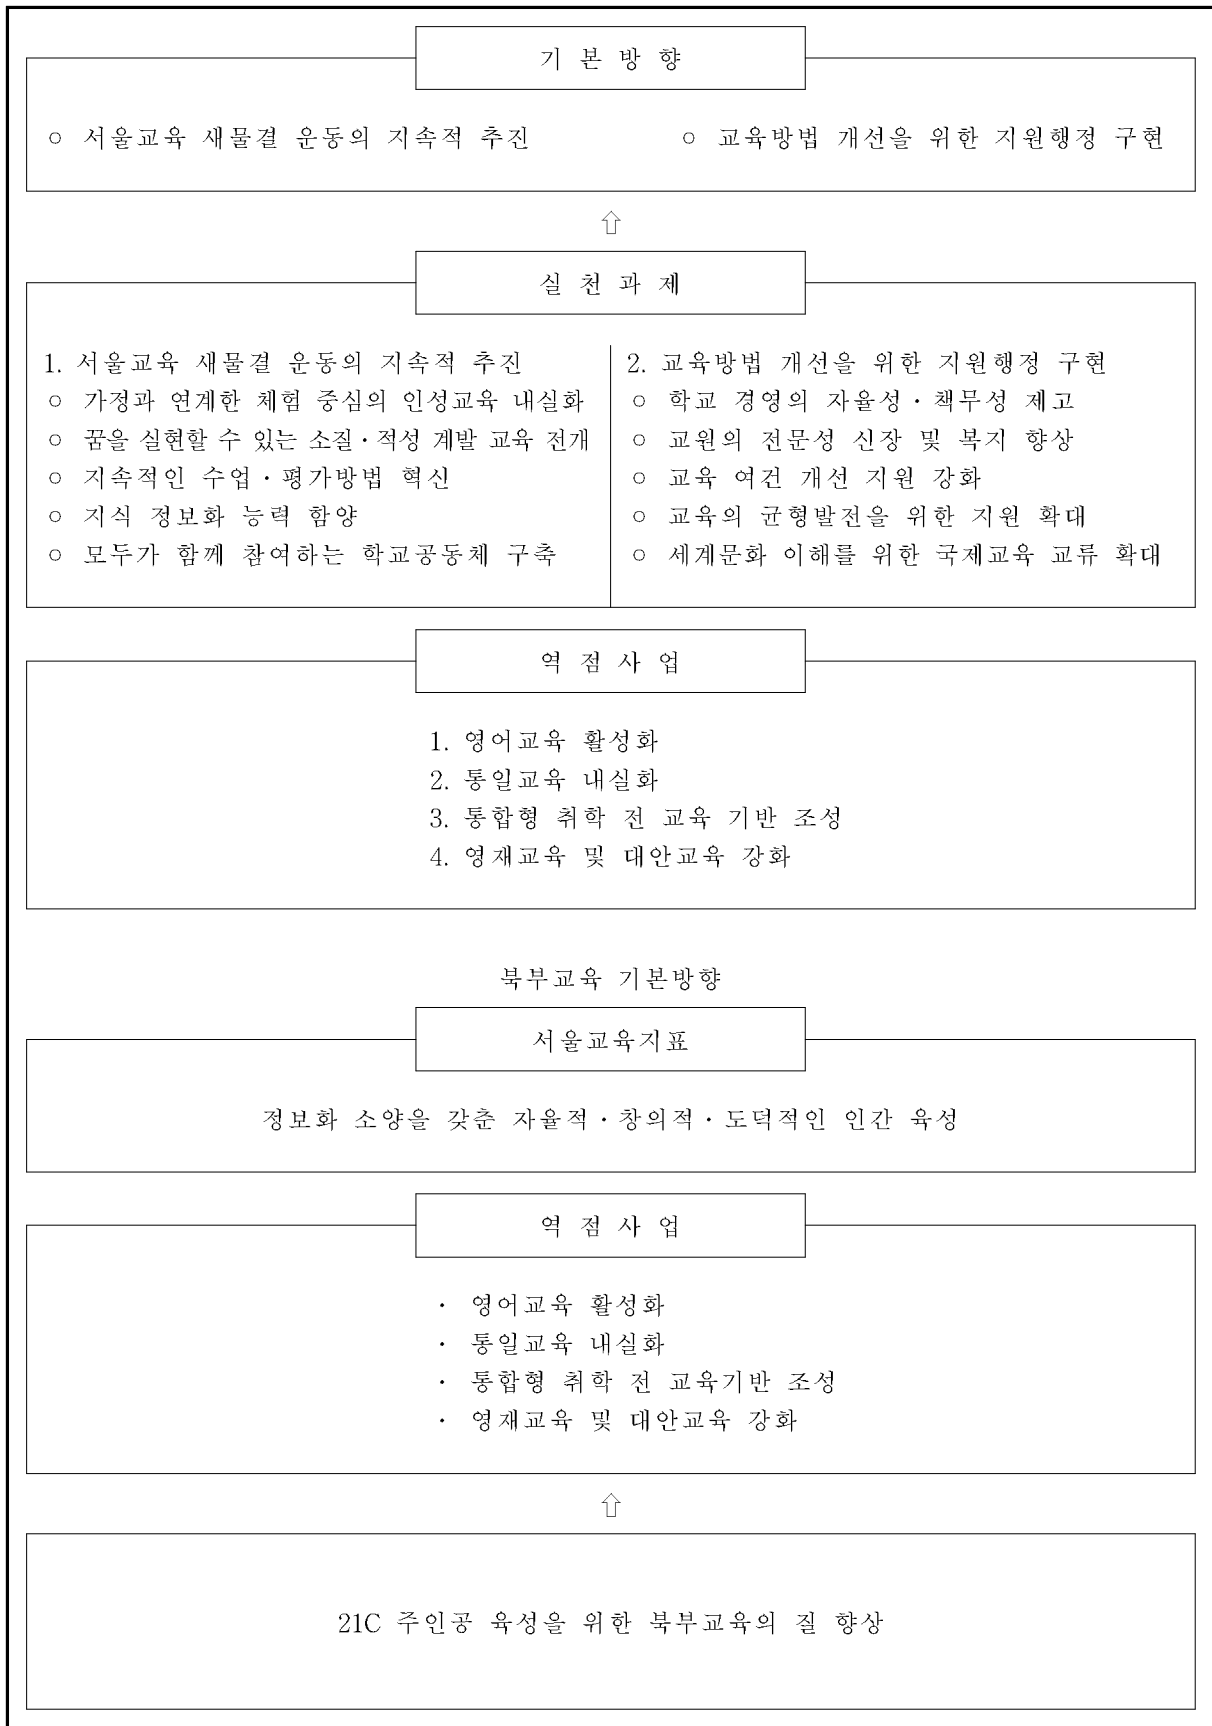 기 본 방 향
○ 서울교육 새물결 운동의 지속적 추진
○ 교육방법 개선을 위한 지원행정 구현
⇧
실 천 과 제
1. 서울교육 새물결 운동의 지속적 추진
○ 가정과 연계한 체험 중심의 인성교육 내실화
○ 꿈을 실현할 수 있는 소질·적성 계발 교육 전개
○ 지속적인 수업·평가방법 혁신
○ 지식 정보화 능력 함양
○ 모두가 함께 참여하는 학교공동체 구축
2. 교육방법 개선을 위한 지원행정 구현
○ 학교 경영의 자율성·책무성 제고
○ 교원의 전문성 신장 및 복지 향상
○ 교육 여건 개선 지원 강화
○ 교육의 균형발전을 위한 지원 확대
○ 세계문화 이해를 위한 국제교육 교류 확대
역 점 사 업
1. 영어교육 활성화
2. 통일교육 내실화
3. 통합형 취학 전 교육 기반 조성
4. 영재교육 및 대안교육 강화
북부교육 기본방향
서울교육지표
정보화 소양을 갖춘 자율적·창의적·도덕적인 인간 육성
역 점 사 업
· 영어교육 활성화
· 통일교육 내실화
· 통합형 취학 전 교육기반 조성
· 영재교육 및 대안교육 강화
⇧
21C 주인공 육성을 위한 북부교육의 질 향상